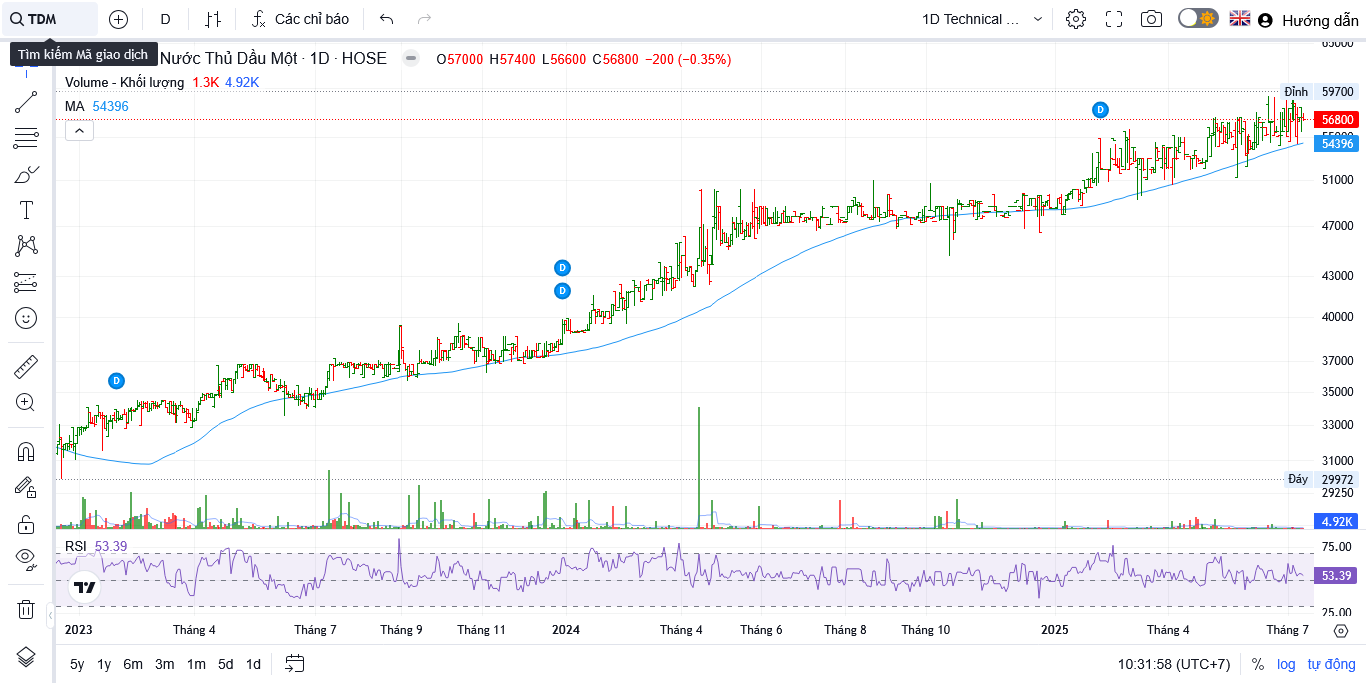 TDM
D
Các chỉ báo
1D Technical ...
Hướng dẫn
Tìm kiếm Mã giao dịch
Nước Thủ Dầu Một · 1D · HOSE
O57000 H57400 L56600 C56800 −200 (−0.35%)
Volume - Khối lượng 1.3K 4.92K
MA 54396
65000
Đỉnh 59700
56800
55000
54396
51000
47000
43000
40000
37000
35000
33000
31000
Đáy 29972
29250
4.92K
D
D
D
D
RSI 53.39
75.00
53.39
25.00
2023 Tháng 4 Tháng 7 Tháng 9 Tháng 11 2024 Tháng 4 Tháng 6 Tháng 8 Tháng 10 2025 Tháng 4 Tháng 7
5y 1y 6m 3m 1m 5d 1d
10:31:58 (UTC+7) % log tự động